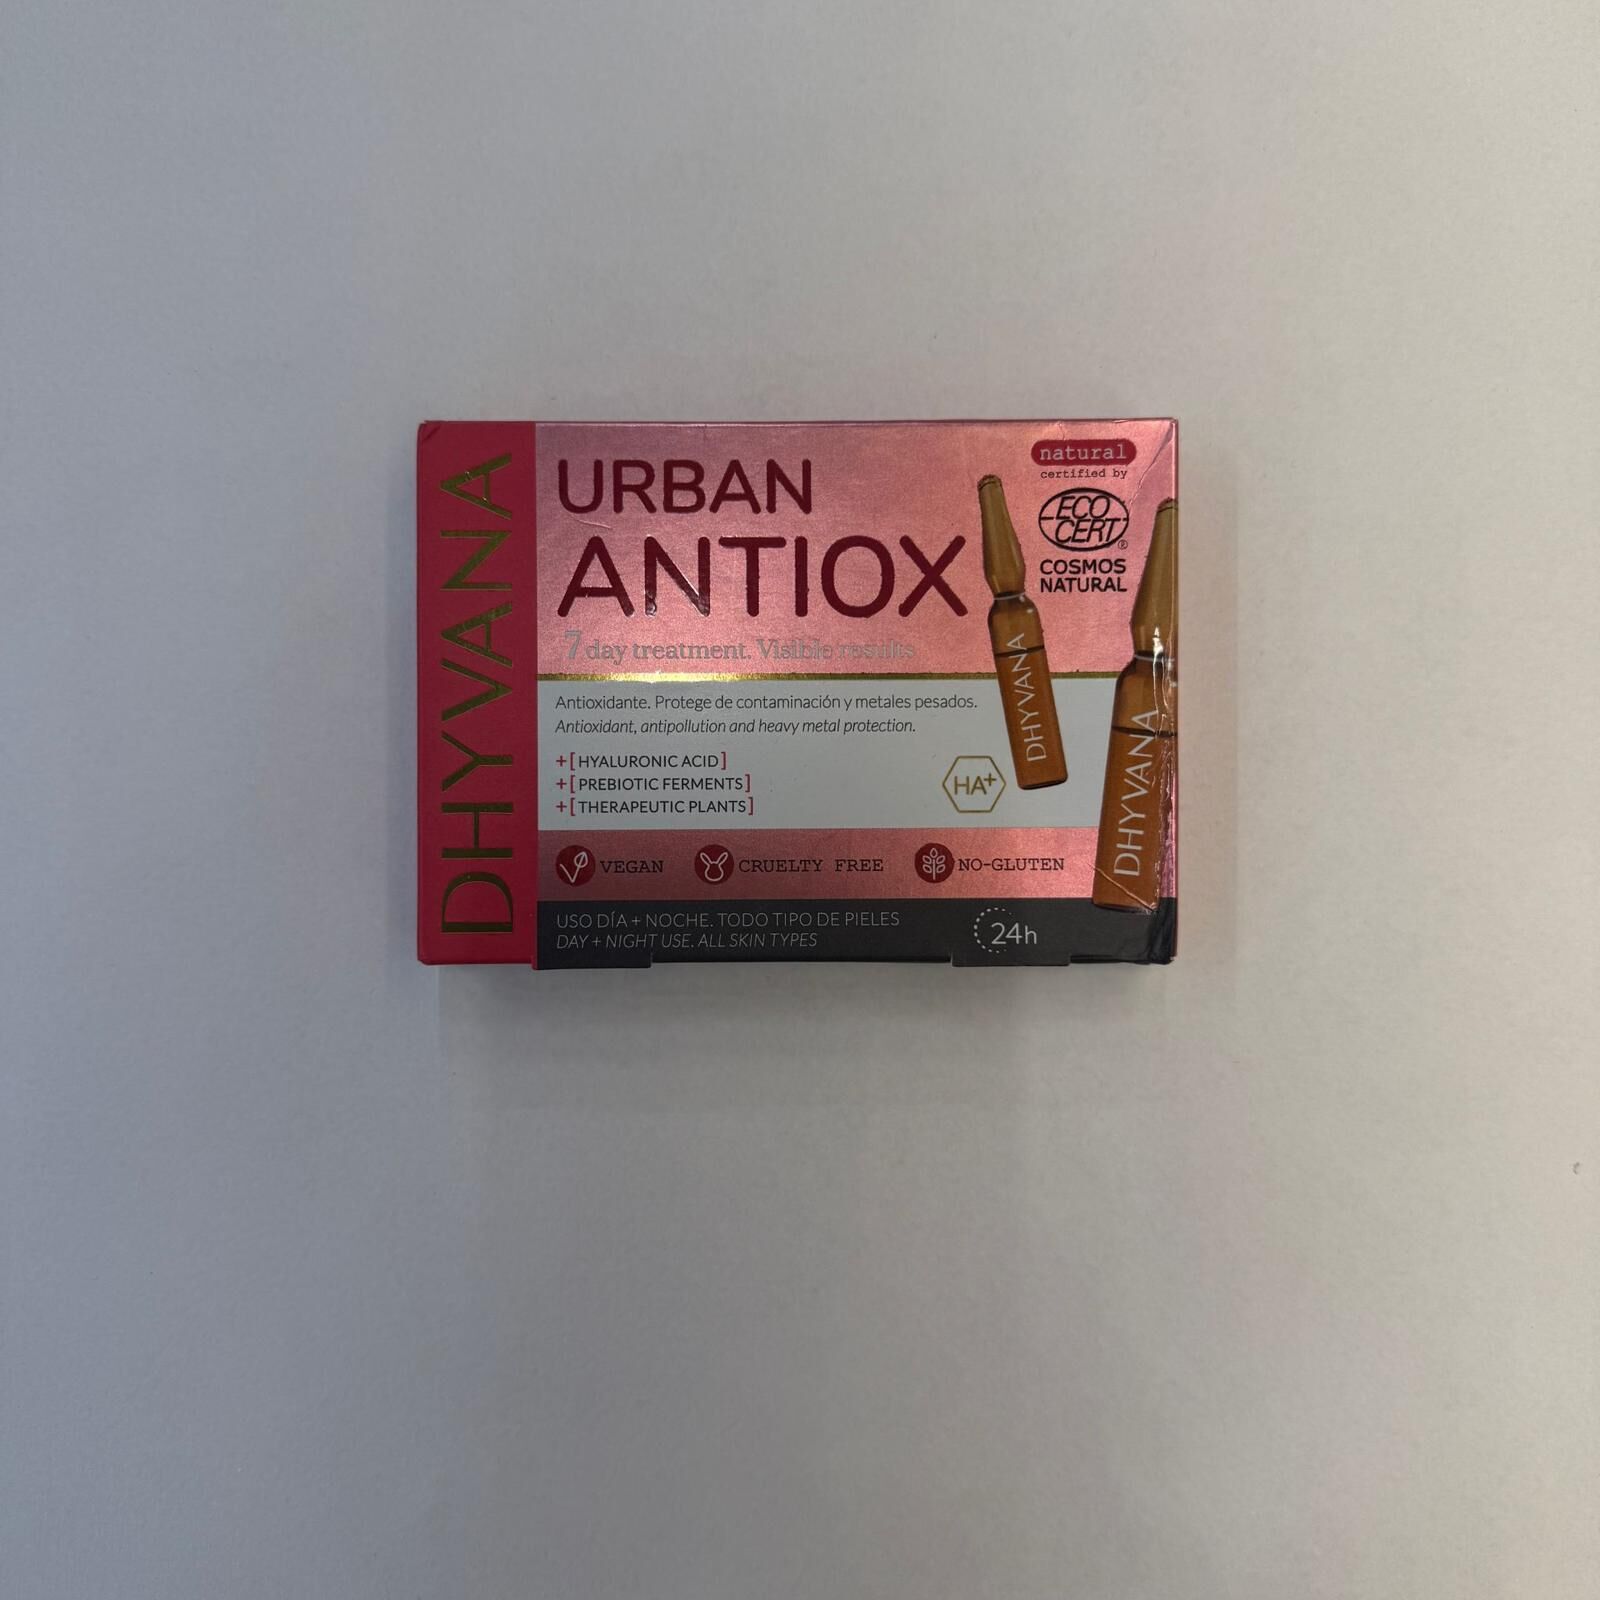 DHYVANA
URBAN
ANTIOX
7 day treatment. Visible results
natural
certified by
ECO
CERT®
COSMOS
NATURAL
Antioxidante. Protege de contaminación y metales pesados.
Antioxidant, antipollution and heavy metal protection.
+[HYALURONIC ACID]
+[PREBIOTIC FERMENTS]
+[THERAPEUTIC PLANTS]
HA+
DHYVANA
DHYVANA
VEGAN
CRUELTY FREE
NO-GLUTEN
USO DÍA + NOCHE. TODO TIPO DE PIELES
DAY + NIGHT USE. ALL SKIN TYPES
24h